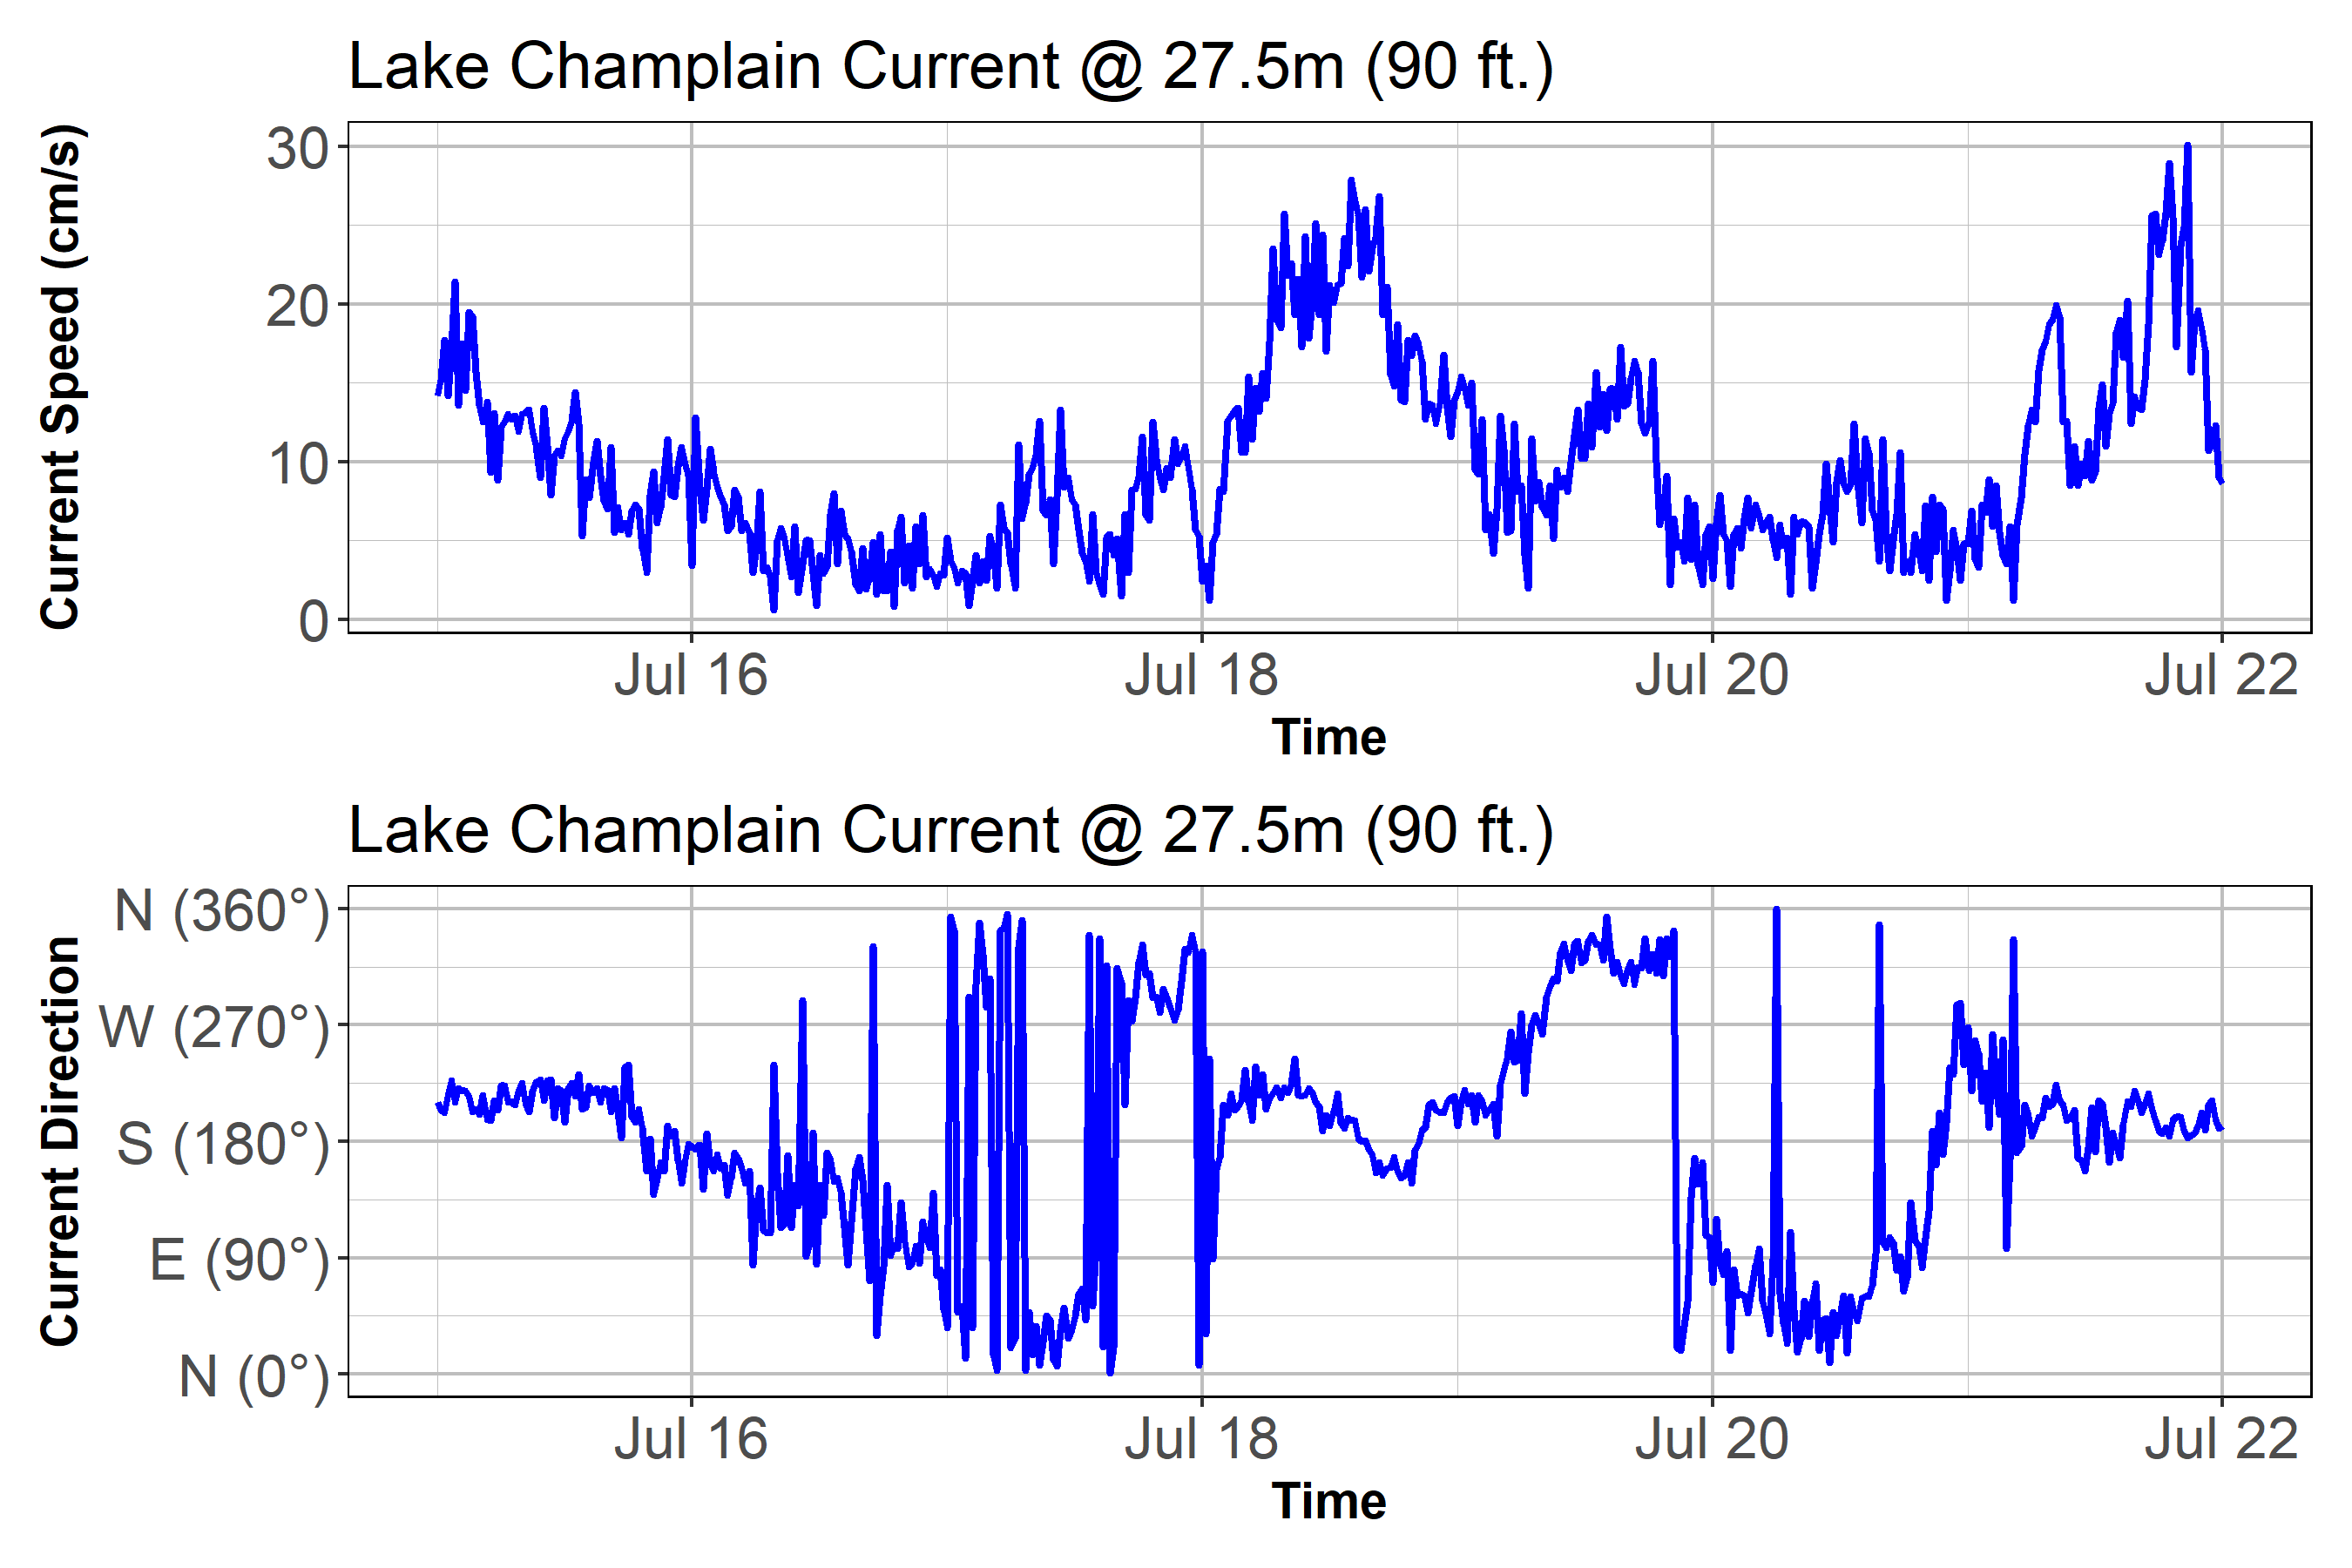 Lake Champlain Current @ 27.5m (90 ft.)
Current Speed (cm/s)
30
20
10
0
Jul 16 Jul 18 Jul 20 Jul 22
Time
Lake Champlain Current @ 27.5m (90 ft.)
Current Direction
N (360°)
W (270°)
S (180°)
E (90°)
N (0°)
Jul 16 Jul 18 Jul 20 Jul 22
Time